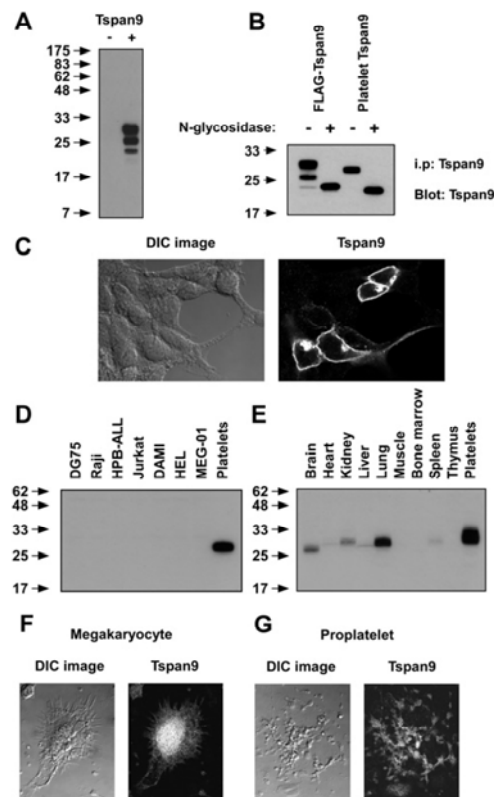 A
Tspan9
- +
175
83
62
48
33
25
17
7
B
FLAG-Tspan9
Platelet Tspan9
N-glycosidase: - + - +
33
25
17
i.p: Tspan9
Blot: Tspan9
C
DIC image Tspan9
D
DG75
Raji
HPB-ALL
Jurkat
DAMI
HEL
MEG-01
Platelets
62
48
33
25
17
E
Brain
Heart
Kidney
Liver
Lung
Muscle
Bone marrow
Spleen
Thymus
Platelets
62
48
33
25
17
F
Megakaryocyte
DIC image Tspan9
G
Proplatelet
DIC image Tspan9